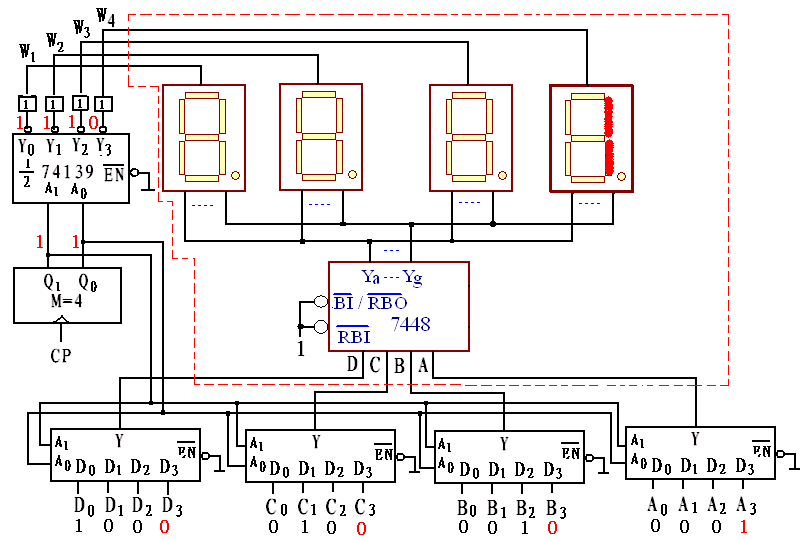 W1 W2 W3 W4
1 1 1 1
1 1 1 0
Y0 Y1 Y2 Y3
1/2 74139 EN
A1 A0
1 1
Q1 Q0
M=4
CP
---- ---- ---- ----
---
Ya---Yg
BI / RBO
7448
RBI
1
D C B A
Y
A1 EN
A0 D0 D1 D2 D3
D0 D1 D2 D3
1 0 0 0
Y
A1 EN
A0 D0 D1 D2 D3
C0 C1 C2 C3
0 1 0 0
Y
A1 EN
A0 D0 D1 D2 D3
B0 B1 B2 B3
0 0 1 0
Y
A1 EN
A0 D0 D1 D2 D3
A0 A1 A2 A3
0 0 0 1